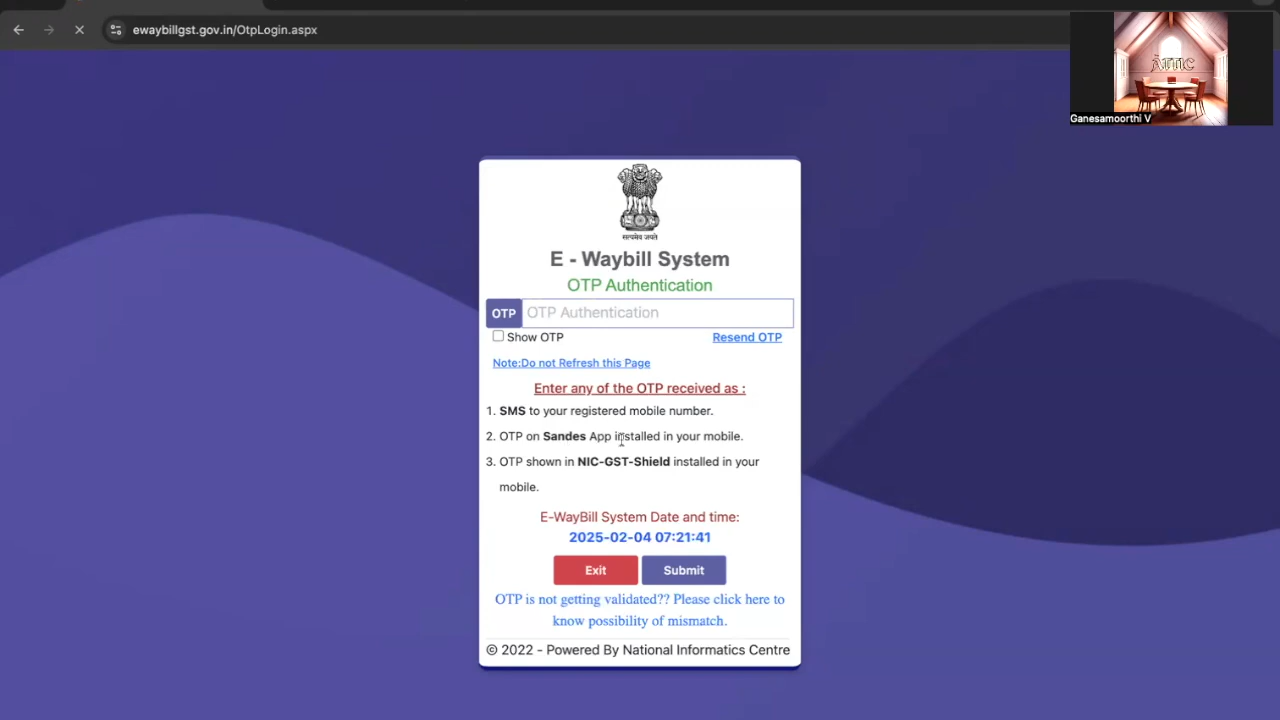 ewaybillgst.gov.in/OtpLogin.aspx
ÀTTIC
Ganesamoorthi V
सत्यमेव जयते
E - Waybill System
OTP Authentication
OTP OTP Authentication
Show OTP Resend OTP
Note:Do not Refresh this Page
Enter any of the OTP received as :
1. SMS to your registered mobile number.
2. OTP on Sandes App installed in your mobile.
3. OTP shown in NIC-GST-Shield installed in your
mobile.
E-WayBill System Date and time:
2025-02-04 07:21:41
Exit Submit
OTP is not getting validated?? Please click here to
know possibility of mismatch.
© 2022 - Powered By National Informatics Centre